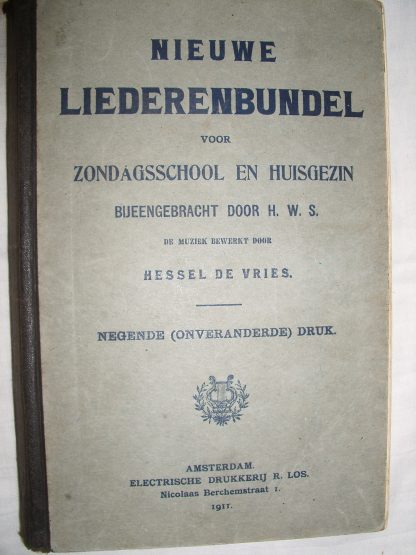 NIEUWE
LIEDERENBUNDEL
VOOR
ZONDAGSSCHOOL EN HUISGEZIN
BIJEENGEBRACHT DOOR H. W. S.
DE MUZIEK BEWERKT DOOR
HESSEL DE VRIES.
NEGENDE (ONVERANDERDE) DRUK.
AMSTERDAM.
ELECTRISCHE DRUKKERIJ R. LOS.
Nicolaas Berchemstraat 1.
1911.